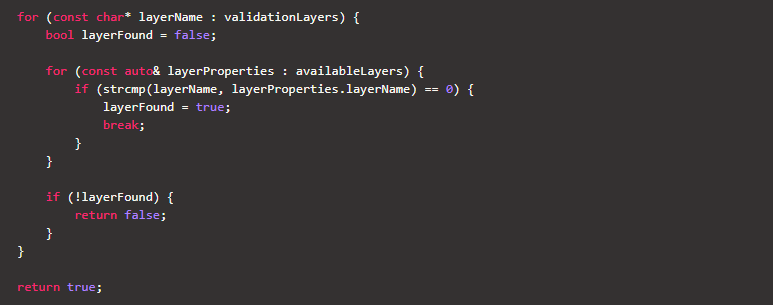 for (const char* layerName : validationLayers) {
    bool layerFound = false;

    for (const auto& layerProperties : availableLayers) {
        if (strcmp(layerName, layerProperties.layerName) == 0) {
            layerFound = true;
            break;
        }
    }

    if (!layerFound) {
        return false;
    }
}

return true;